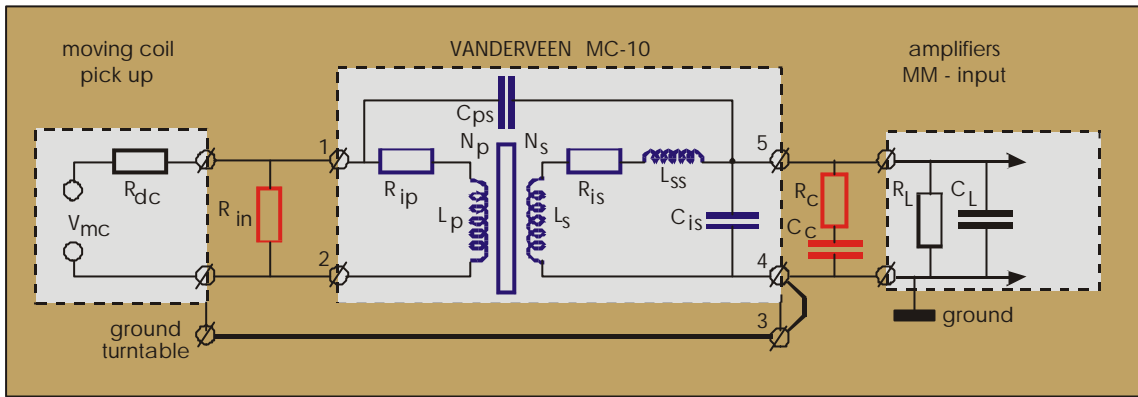 moving coil
pick up
VANDERVEEN MC-10
amplifiers
MM - input
Cps
1
Np
Ns
5
Rdc
Rip
Ris
Lss
Rin
Vmc
Lp
Ls
Cis
Rc
Cc
RL
CL
2
4
3
ground
turntable
ground